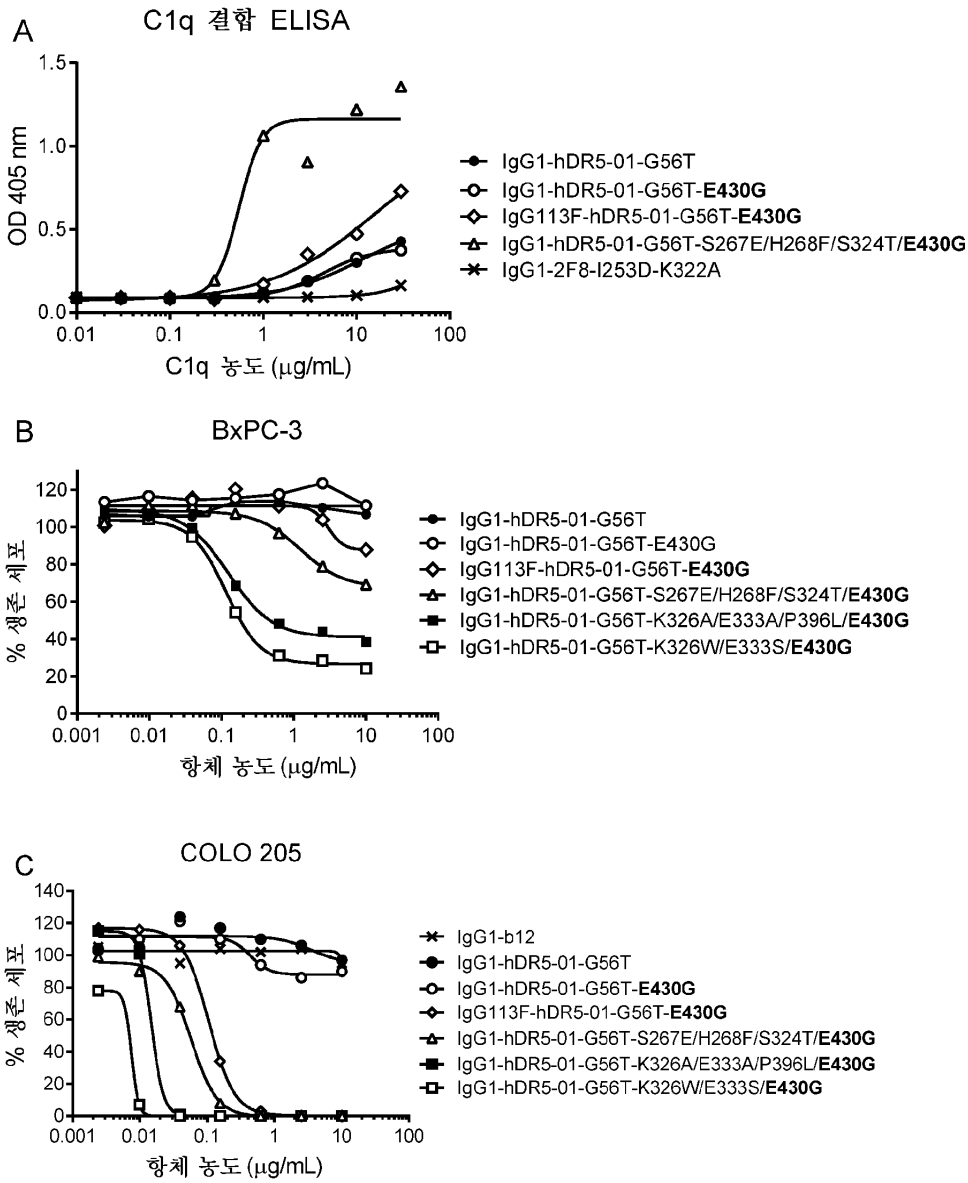 A
C1q 결합 ELISA
OD 405 nm
1.5
1.0
0.5
0.0
0.01
0.1
1
10
100
C1q 농도 (μg/mL)
IgG1-hDR5-01-G56T
IgG1-hDR5-01-G56T-E430G
IgG113F-hDR5-01-G56T-E430G
IgG1-hDR5-01-G56T-S267E/H268F/S324T/E430G
IgG1-2F8-I253D-K322A
B
BxPC-3
% 생존 세포
120
100
80
60
40
20
0
0.001
0.01
0.1
1
10
100
항체 농도 (μg/mL)
IgG1-hDR5-01-G56T
IgG1-hDR5-01-G56T-E430G
IgG113F-hDR5-01-G56T-E430G
IgG1-hDR5-01-G56T-S267E/H268F/S324T/E430G
IgG1-hDR5-01-G56T-K326A/E333A/P396L/E430G
IgG1-hDR5-01-G56T-K326W/E333S/E430G
C
COLO 205
% 생존 세포
140
120
100
80
60
40
20
0
0.001
0.01
0.1
1
10
100
항체 농도 (μg/mL)
IgG1-b12
IgG1-hDR5-01-G56T
IgG1-hDR5-01-G56T-E430G
IgG113F-hDR5-01-G56T-E430G
IgG1-hDR5-01-G56T-S267E/H268F/S324T/E430G
IgG1-hDR5-01-G56T-K326A/E333A/P396L/E430G
IgG1-hDR5-01-G56T-K326W/E333S/E430G